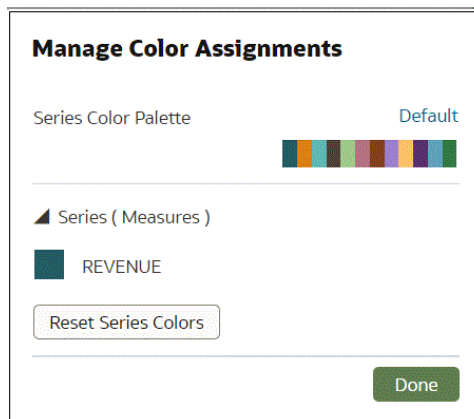 Manage Color Assignments
Series Color Palette Default
Series ( Measures )
REVENUE
Reset Series Colors
Done